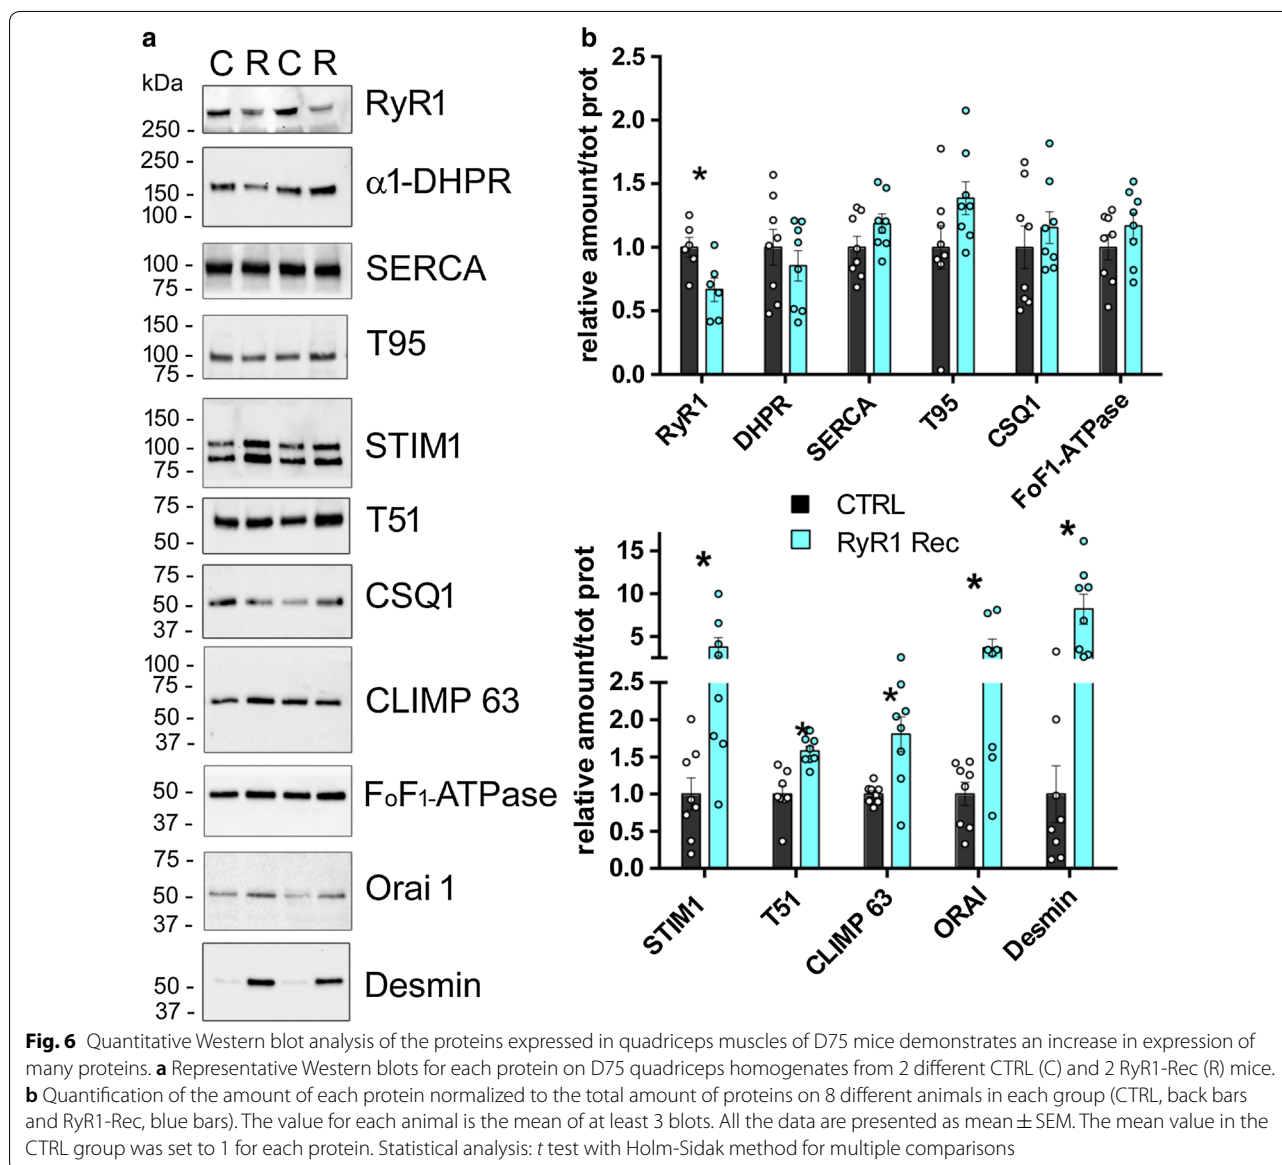 a
C R C R
kDa
250 -
RyR1
250 -
150 -
100 -
α1-DHPR
100 -
75 -
SERCA
150 -
100 -
75 -
T95
150 -
100 -
75 -
STIM1
75 -
50 -
T51
75 -
50 -
37 -
CSQ1
100 -
75 -
50 -
37 -
CLIMP 63
50 -
37 -
FoF1-ATPase
75 -
50 -
37 -
Orai 1
50 -
37 -
Desmin
b
relative amount/tot prot
2.5
2.0
1.5
1.0
0.5
0.0
*
RyR1
DHPR
SERCA
T95
CSQ1
FoF1-ATPase
CTRL
RyR1 Rec
relative amount/tot prot
15
10
5
2.5
2.0
1.5
1.0
0.5
0.0
*
*
*
*
*
STIM1
T51
CLIMP 63
ORAI
Desmin
Fig. 6 Quantitative Western blot analysis of the proteins expressed in quadriceps muscles of D75 mice demonstrates an increase in expression of
many proteins. a Representative Western blots for each protein on D75 quadriceps homogenates from 2 different CTRL (C) and 2 RyR1-Rec (R) mice.
b Quantification of the amount of each protein normalized to the total amount of proteins on 8 different animals in each group (CTRL, back bars
and RyR1-Rec, blue bars). The value for each animal is the mean of at least 3 blots. All the data are presented as mean ± SEM. The mean value in the
CTRL group was set to 1 for each protein. Statistical analysis: t test with Holm-Sidak method for multiple comparisons